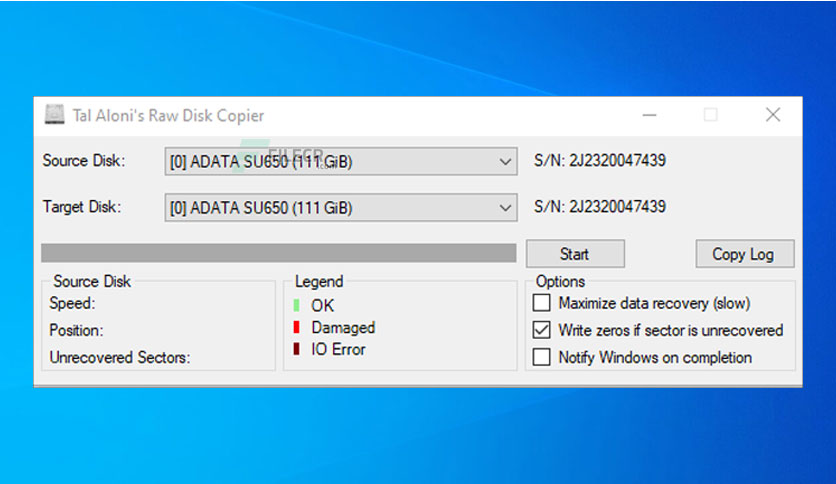 Tal Aloni's Raw Disk Copier
Source Disk: [0] ADATA SU650 (111 GiB) S/N: 2J2320047439
FILECR
.com
Target Disk: [0] ADATA SU650 (111 GiB) S/N: 2J2320047439
Start Copy Log
Source Disk
Speed:
Position:
Unrecovered Sectors:
Legend
OK
Damaged
IO Error
Options
Maximize data recovery (slow)
Write zeros if sector is unrecovered
Notify Windows on completion